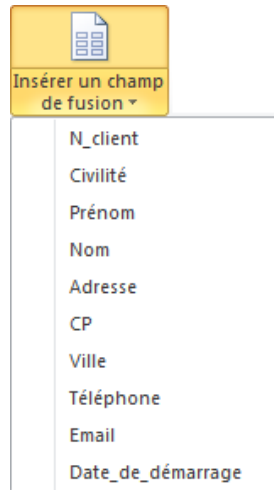 Insérer un champ
de fusion
N_client
Civilité
Prénom
Nom
Adresse
CP
Ville
Téléphone
Email
Date_de_démarrage